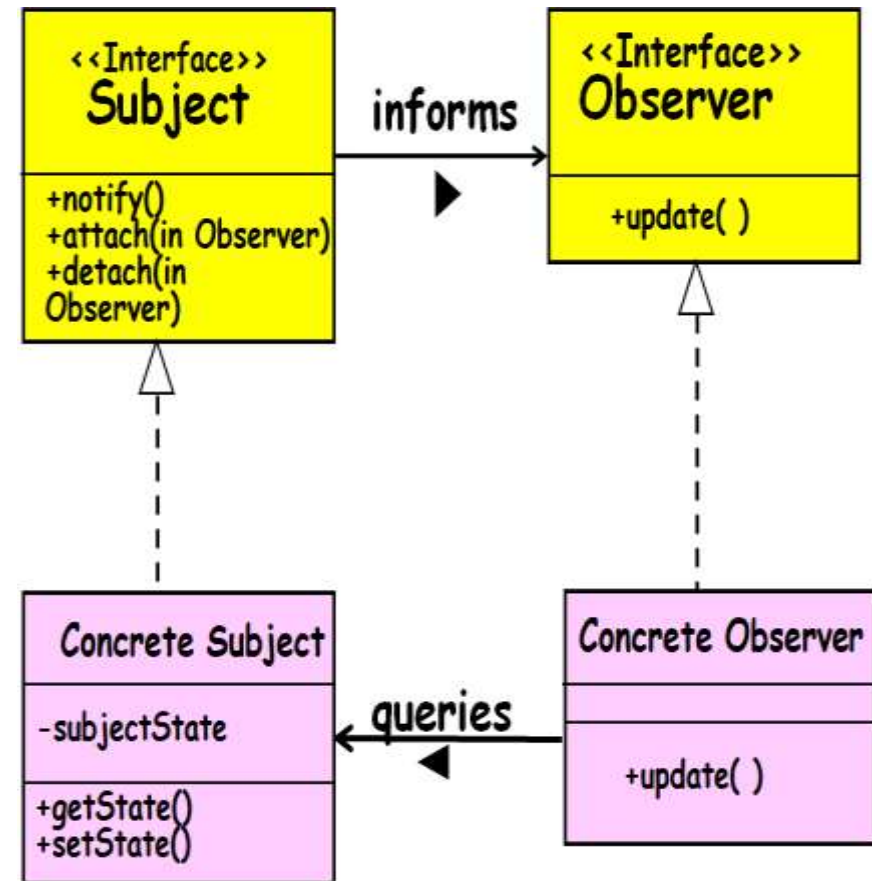 <<Interface>>
Subject
+notify()
+attach(in Observer)
+detach(in
Observer)
informs
<<Interface>>
Observer
+update( )
Concrete Subject
-subjectState
+getState()
+setState()
queries
Concrete Observer
+update( )